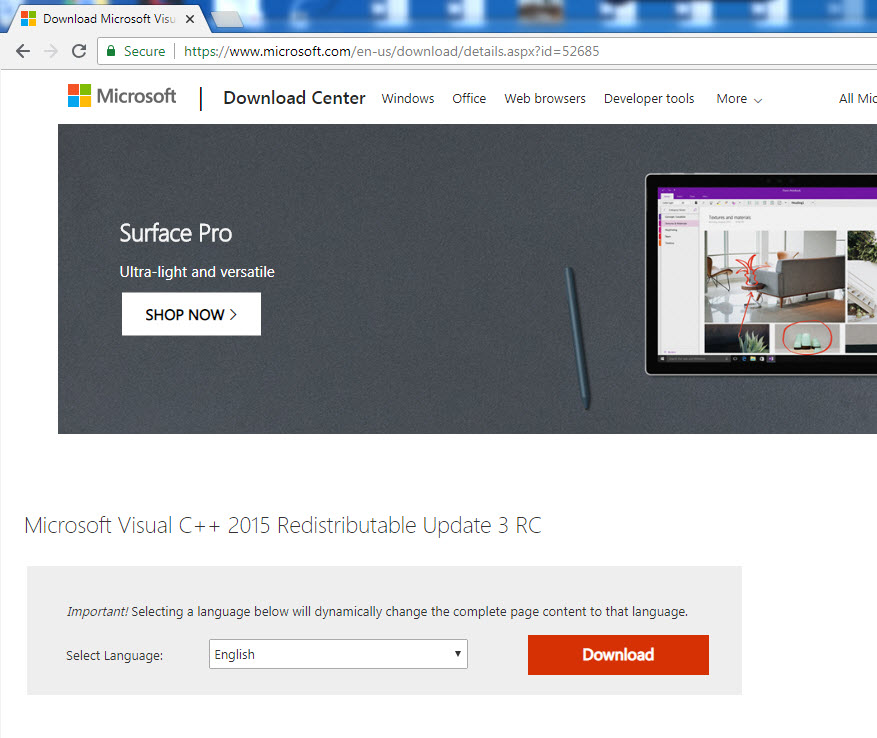 Download Microsoft Visu
Secure https://www.microsoft.com/en-us/download/details.aspx?id=52685
Microsoft Download Center Windows Office Web browsers Developer tools More All Mic
Surface Pro
Ultra-light and versatile
SHOP NOW
Textures and materials
Microsoft Visual C++ 2015 Redistributable Update 3 RC
Important! Selecting a language below will dynamically change the complete page content to that language.
Select Language: English Download